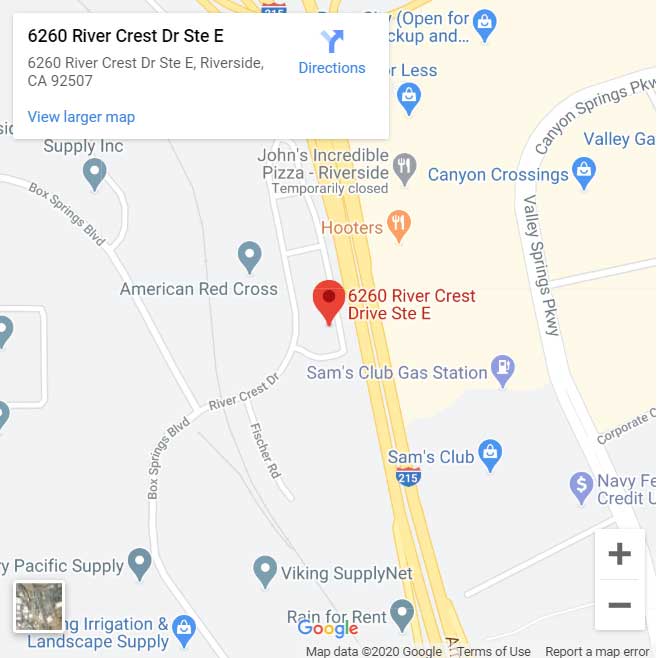 215
6260 River Crest Dr Ste E
6260 River Crest Dr Ste E, Riverside,
CA 92507
View larger map
Directions
(Open for
kup and...
or Less
Supply Inc
Box Springs Blvd
John's Incredible
Pizza - Riverside
Temporarily closed
Canyon Springs Pkwy
Valley Ga
Canyon Crossings
Valley Springs Pkwy
Hooters
American Red Cross
6260 River Crest
Drive Ste E
Sam's Club Gas Station
River Crest Dr
Box Springs Blvd
Fischer Rd
Corporate C
Sam's Club
215
Navy Fe
Credit U
y Pacific Supply
Viking SupplyNet
Rain for Rent
ng Irrigation &
Landscape Supply
Google
+
−
Map data ©2020 Google
Terms of Use
Report a map error